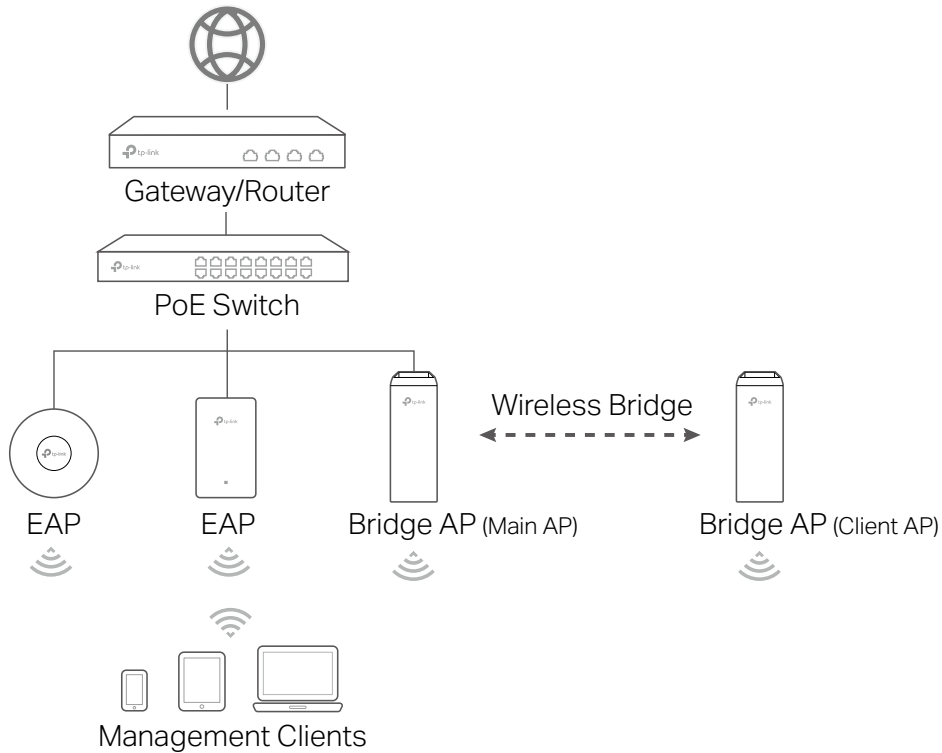 tp-link
Gateway/Router
tp-link
PoE Switch
tp-link
tp-link
tp-link
tp-link
Wireless Bridge
EAP
EAP
Bridge AP (Main AP)
Bridge AP (Client AP)
Management Clients